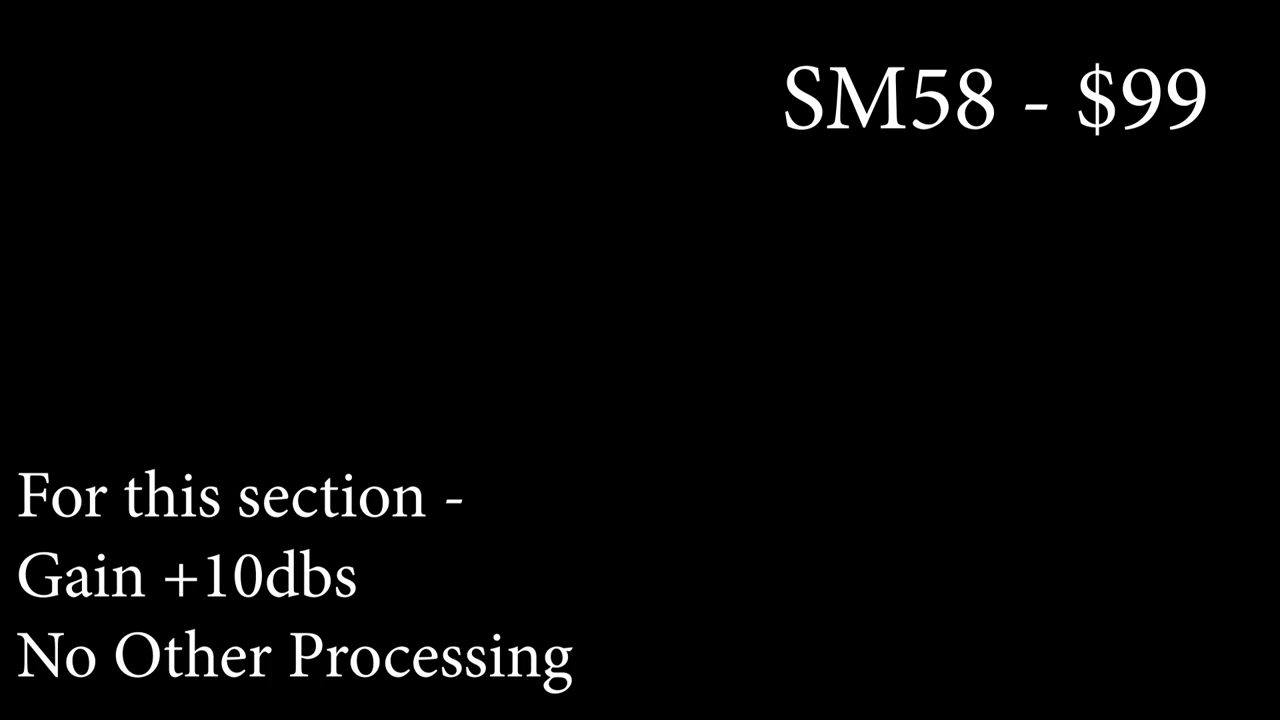 SM58 - $99
For this section -
Gain +10dbs
No Other Processing